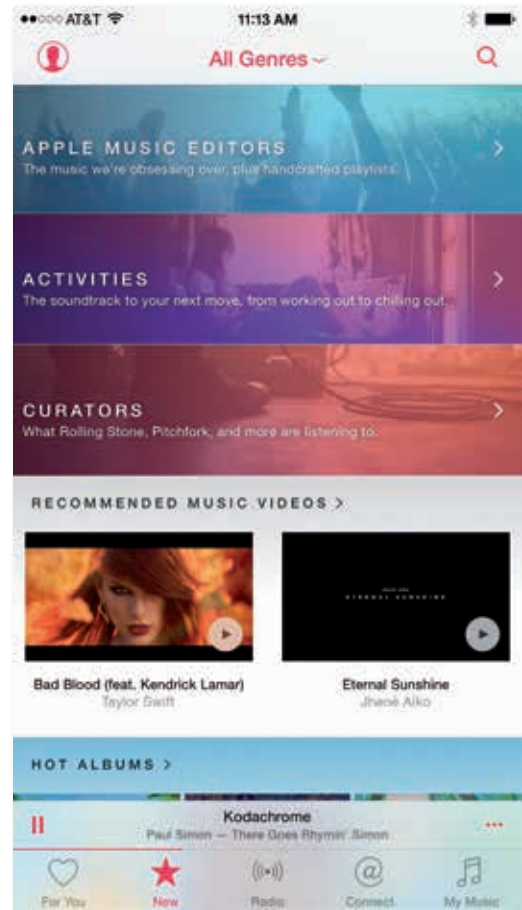 AT&T 11:13 AM
All Genres
APPLE MUSIC EDITORS
The music we're obsessing over, plus handcrafted playlists.
ACTIVITIES
The soundtrack to your next move, from working out to chilling out.
CURATORS
What Rolling Stone, Pitchfork, and more are listening to.
RECOMMENDED MUSIC VIDEOS >
ETERNAL SUNSHINE
Bad Blood (feat. Kendrick Lamar) Eternal Sunshine
Taylor Swift Jhené Aiko
HOT ALBUMS >
Kodachrome
Paul Simon — There Goes Rhymin' Simon
For You New Radio Connect My Music